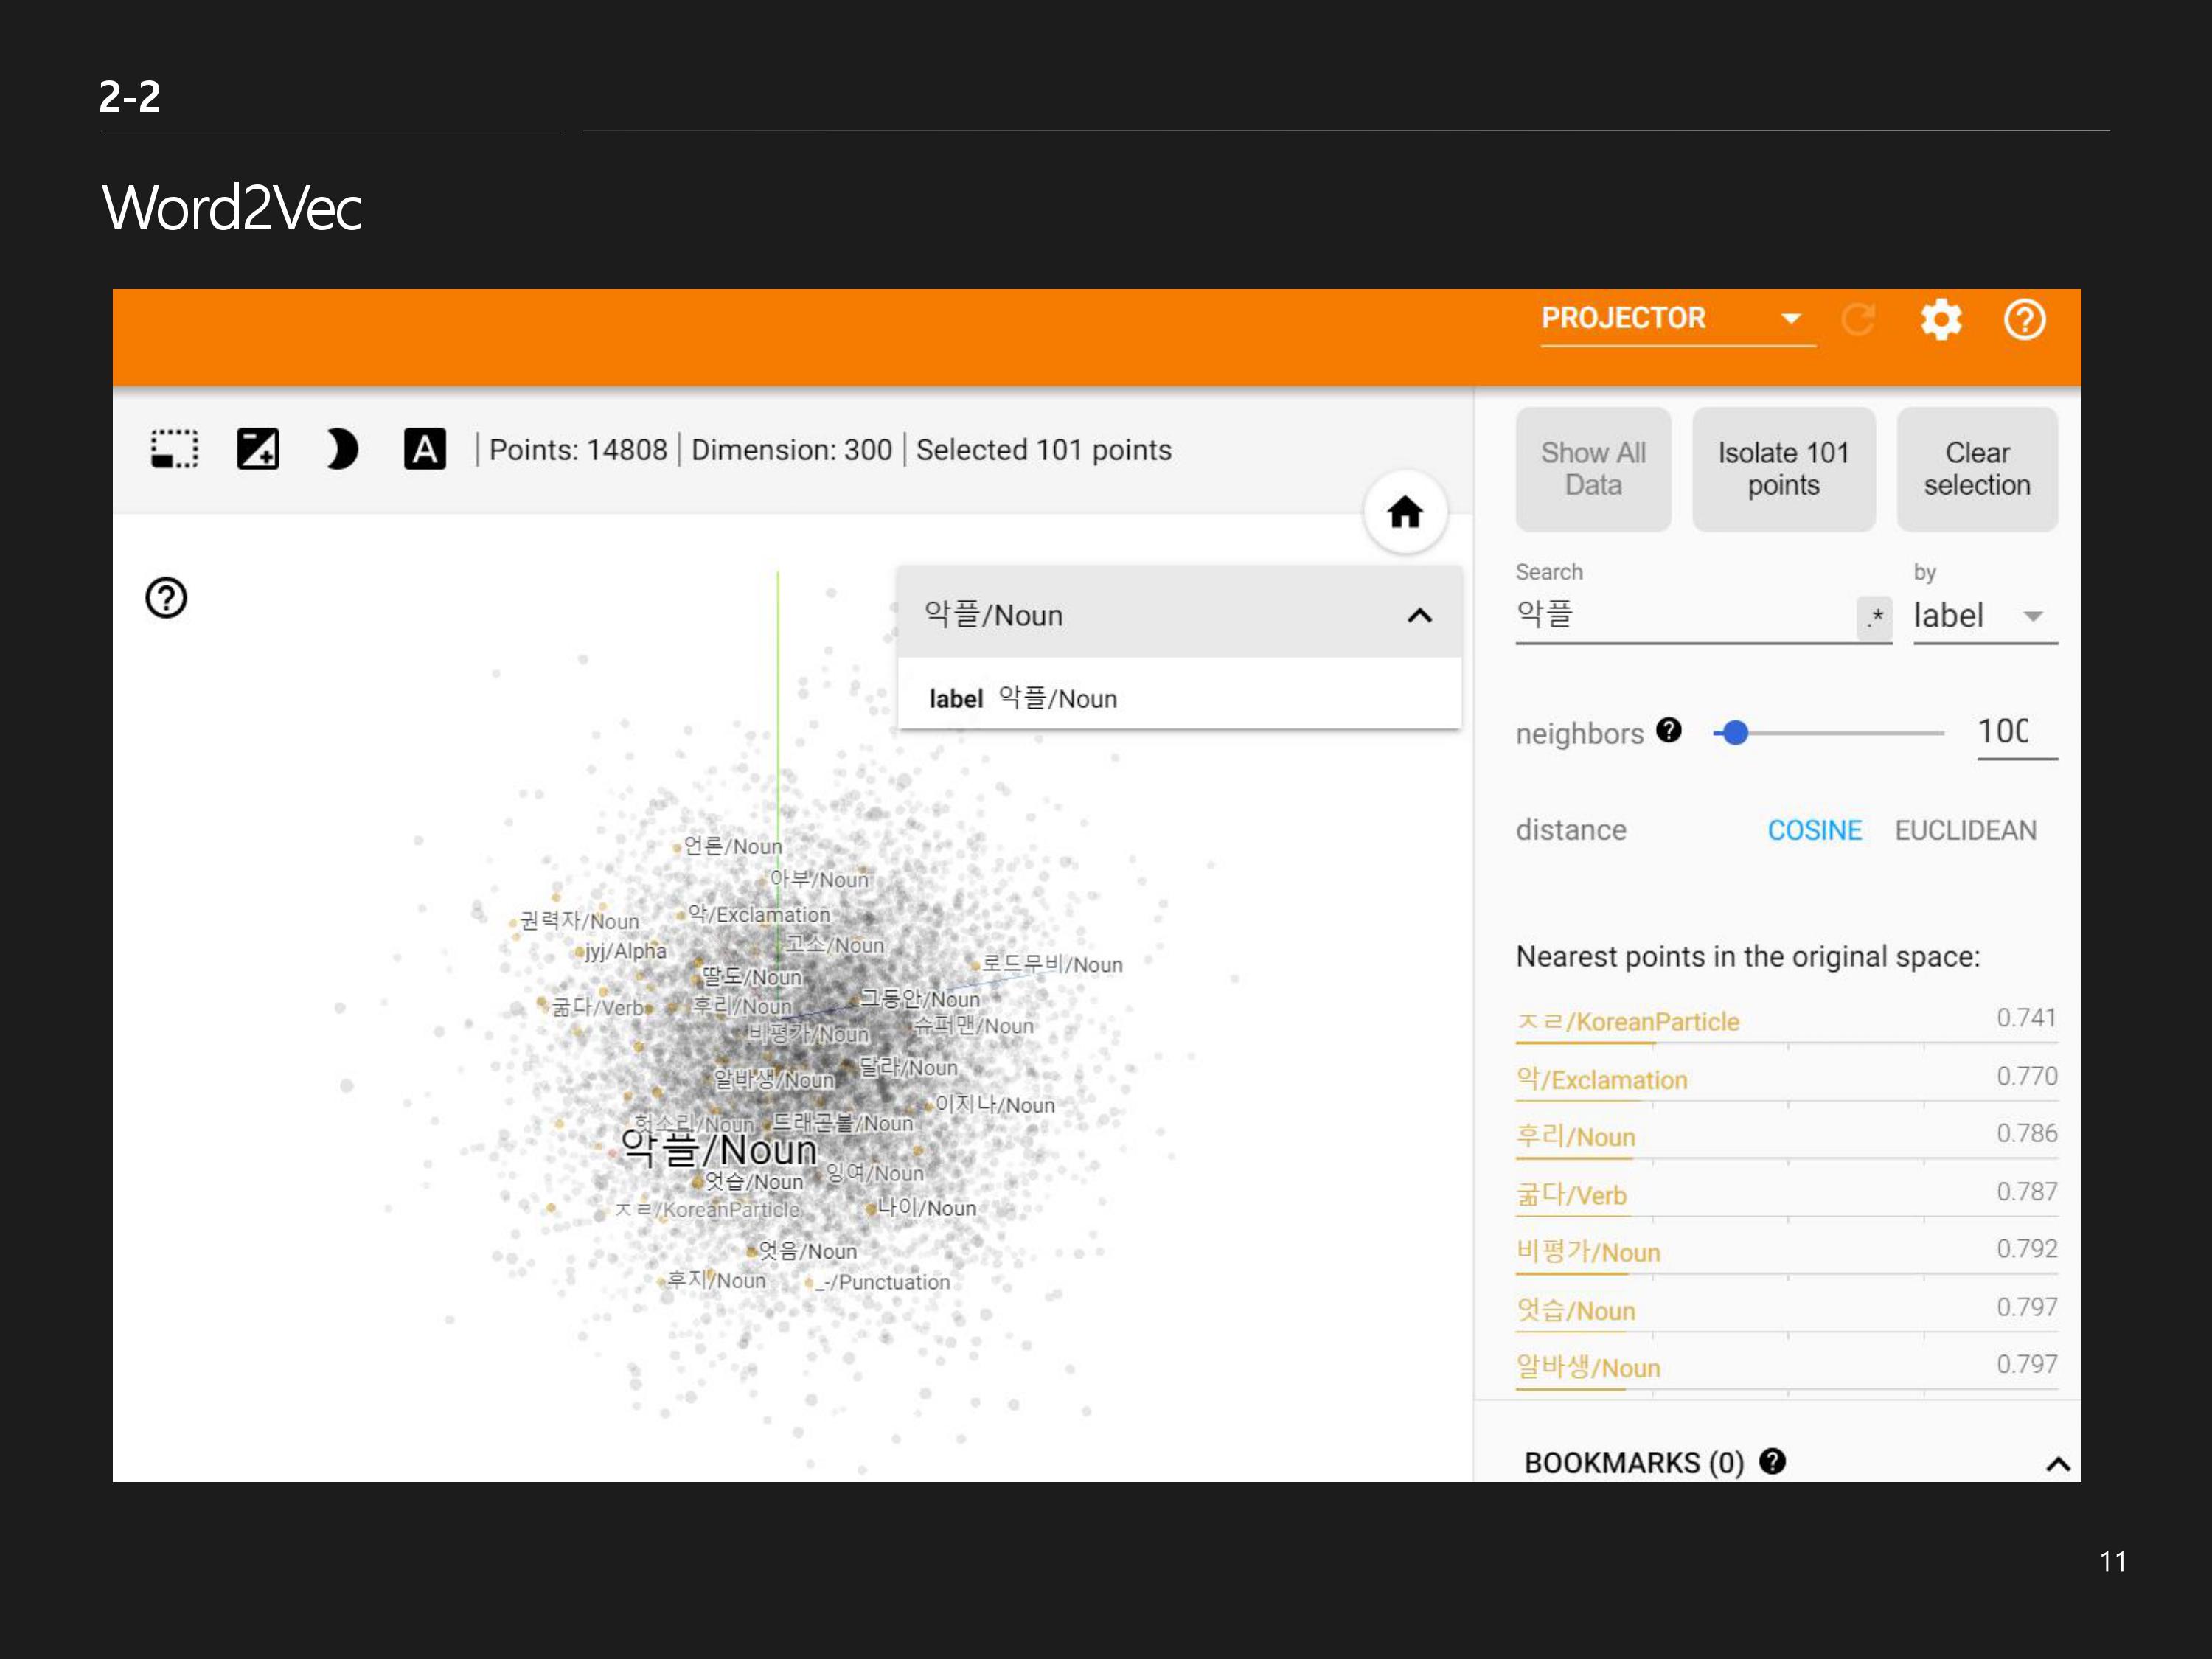 2-2
Word2Vec
PROJECTOR
Points: 14808 | Dimension: 300 | Selected 101 points
Show All Data
Isolate 101 points
Clear selection
악플/Noun
label 악플/Noun
Search
악플
.*
by
label
neighbors
100
distance
COSINE
EUCLIDEAN
Nearest points in the original space:
ㅈㄹ/KoreanParticle 0.741
악/Exclamation 0.770
후리/Noun 0.786
굶다/Verb 0.787
비평가/Noun 0.792
엇습/Noun 0.797
알바생/Noun 0.797
BOOKMARKS (0)
언론/Noun
아부/Noun
권력자/Noun
악/Exclamation
jyj/Alpha
고소/Noun
딸도/Noun
로드무비/Noun
굶다/Verb
후리/Noun
그동안/Noun
비평가/Noun
슈퍼맨/Noun
알바생/Noun
달라/Noun
이지나/Noun
헛소리/Noun
드래곤볼/Noun
악플/Noun
엇습/Noun
잉여/Noun
ㅈㄹ/KoreanParticle
나이/Noun
엇음/Noun
후지/Noun
_-/Punctuation
11